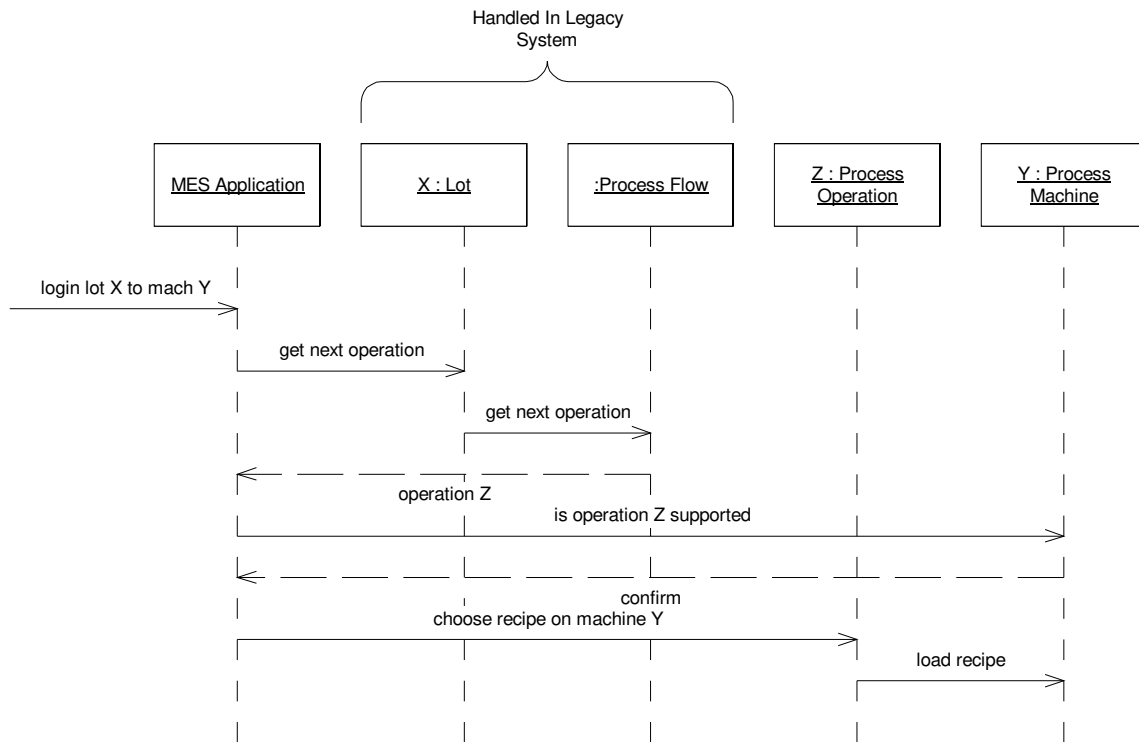 Handled In Legacy
System
MES Application
X : Lot
:Process Flow
Z : Process
Operation
Y : Process
Machine
login lot X to mach Y
get next operation
get next operation
operation Z
is operation Z supported
confirm
choose recipe on machine Y
load recipe